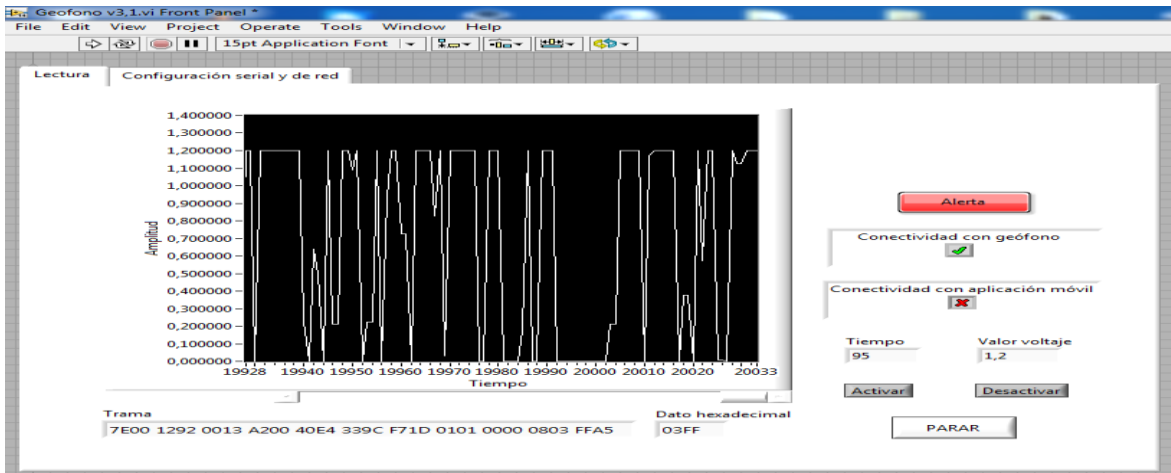 Geofono v3,1.vi Front Panel *
File Edit View Project Operate Tools Window Help
15pt Application Font
Lectura Configuración serial y de red
1,400000
1,300000
1,200000
1,100000
1,000000
0,900000
0,800000
0,700000
0,600000
0,500000
0,400000
0,300000
0,200000
0,100000
0,000000
Amplitud
19928 19940 19950 19960 19970 19980 19990 20000 20010 20020 20033
Tiempo
Alerta
Conectividad con geófono
Conectividad con aplicación móvil
Tiempo Valor voltaje
95 1,2
Activar Desactivar
PARAR
Trama Dato hexadecimal
7E00 1292 0013 A200 40E4 339C F71D 0101 0000 0803 FFA5 03FF